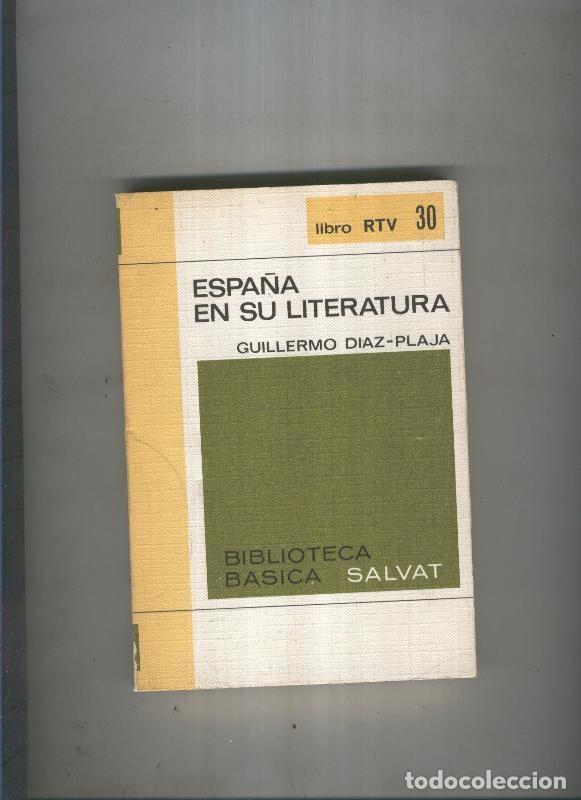 libro RTV 30
ESPAÑA
EN SU LITERATURA
GUILLERMO DIAZ-PLAJA
BIBLIOTECA
BASICA SALVAT
todocoleccion